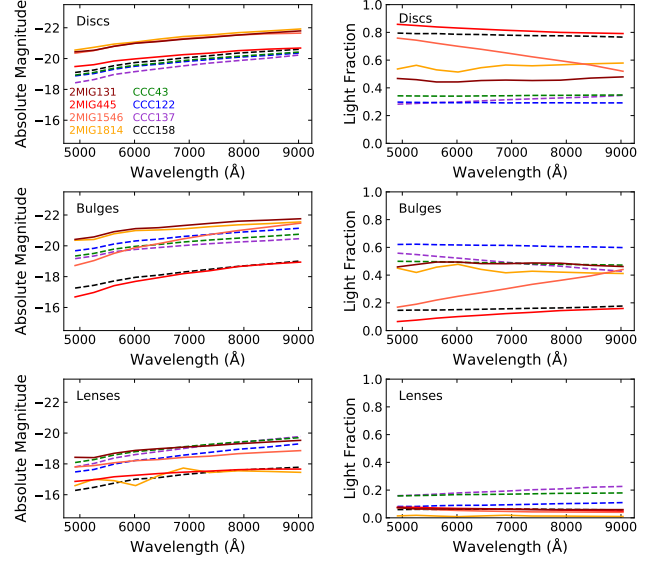 Discs
Absolute Magnitude
−22
−20
−18
−16
2MIG131 CCC43
2MIG445 CCC122
2MIG1546 CCC137
2MIG1814 CCC158
5000 6000 7000 8000 9000
Wavelength (Å)
Discs
Light Fraction
1.0
0.8
0.6
0.4
0.2
0.0
5000 6000 7000 8000 9000
Wavelength (Å)
Bulges
Absolute Magnitude
−22
−20
−18
−16
5000 6000 7000 8000 9000
Wavelength (Å)
Bulges
Light Fraction
1.0
0.8
0.6
0.4
0.2
0.0
5000 6000 7000 8000 9000
Wavelength (Å)
Lenses
Absolute Magnitude
−22
−20
−18
−16
5000 6000 7000 8000 9000
Wavelength (Å)
Lenses
Light Fraction
1.0
0.8
0.6
0.4
0.2
0.0
5000 6000 7000 8000 9000
Wavelength (Å)